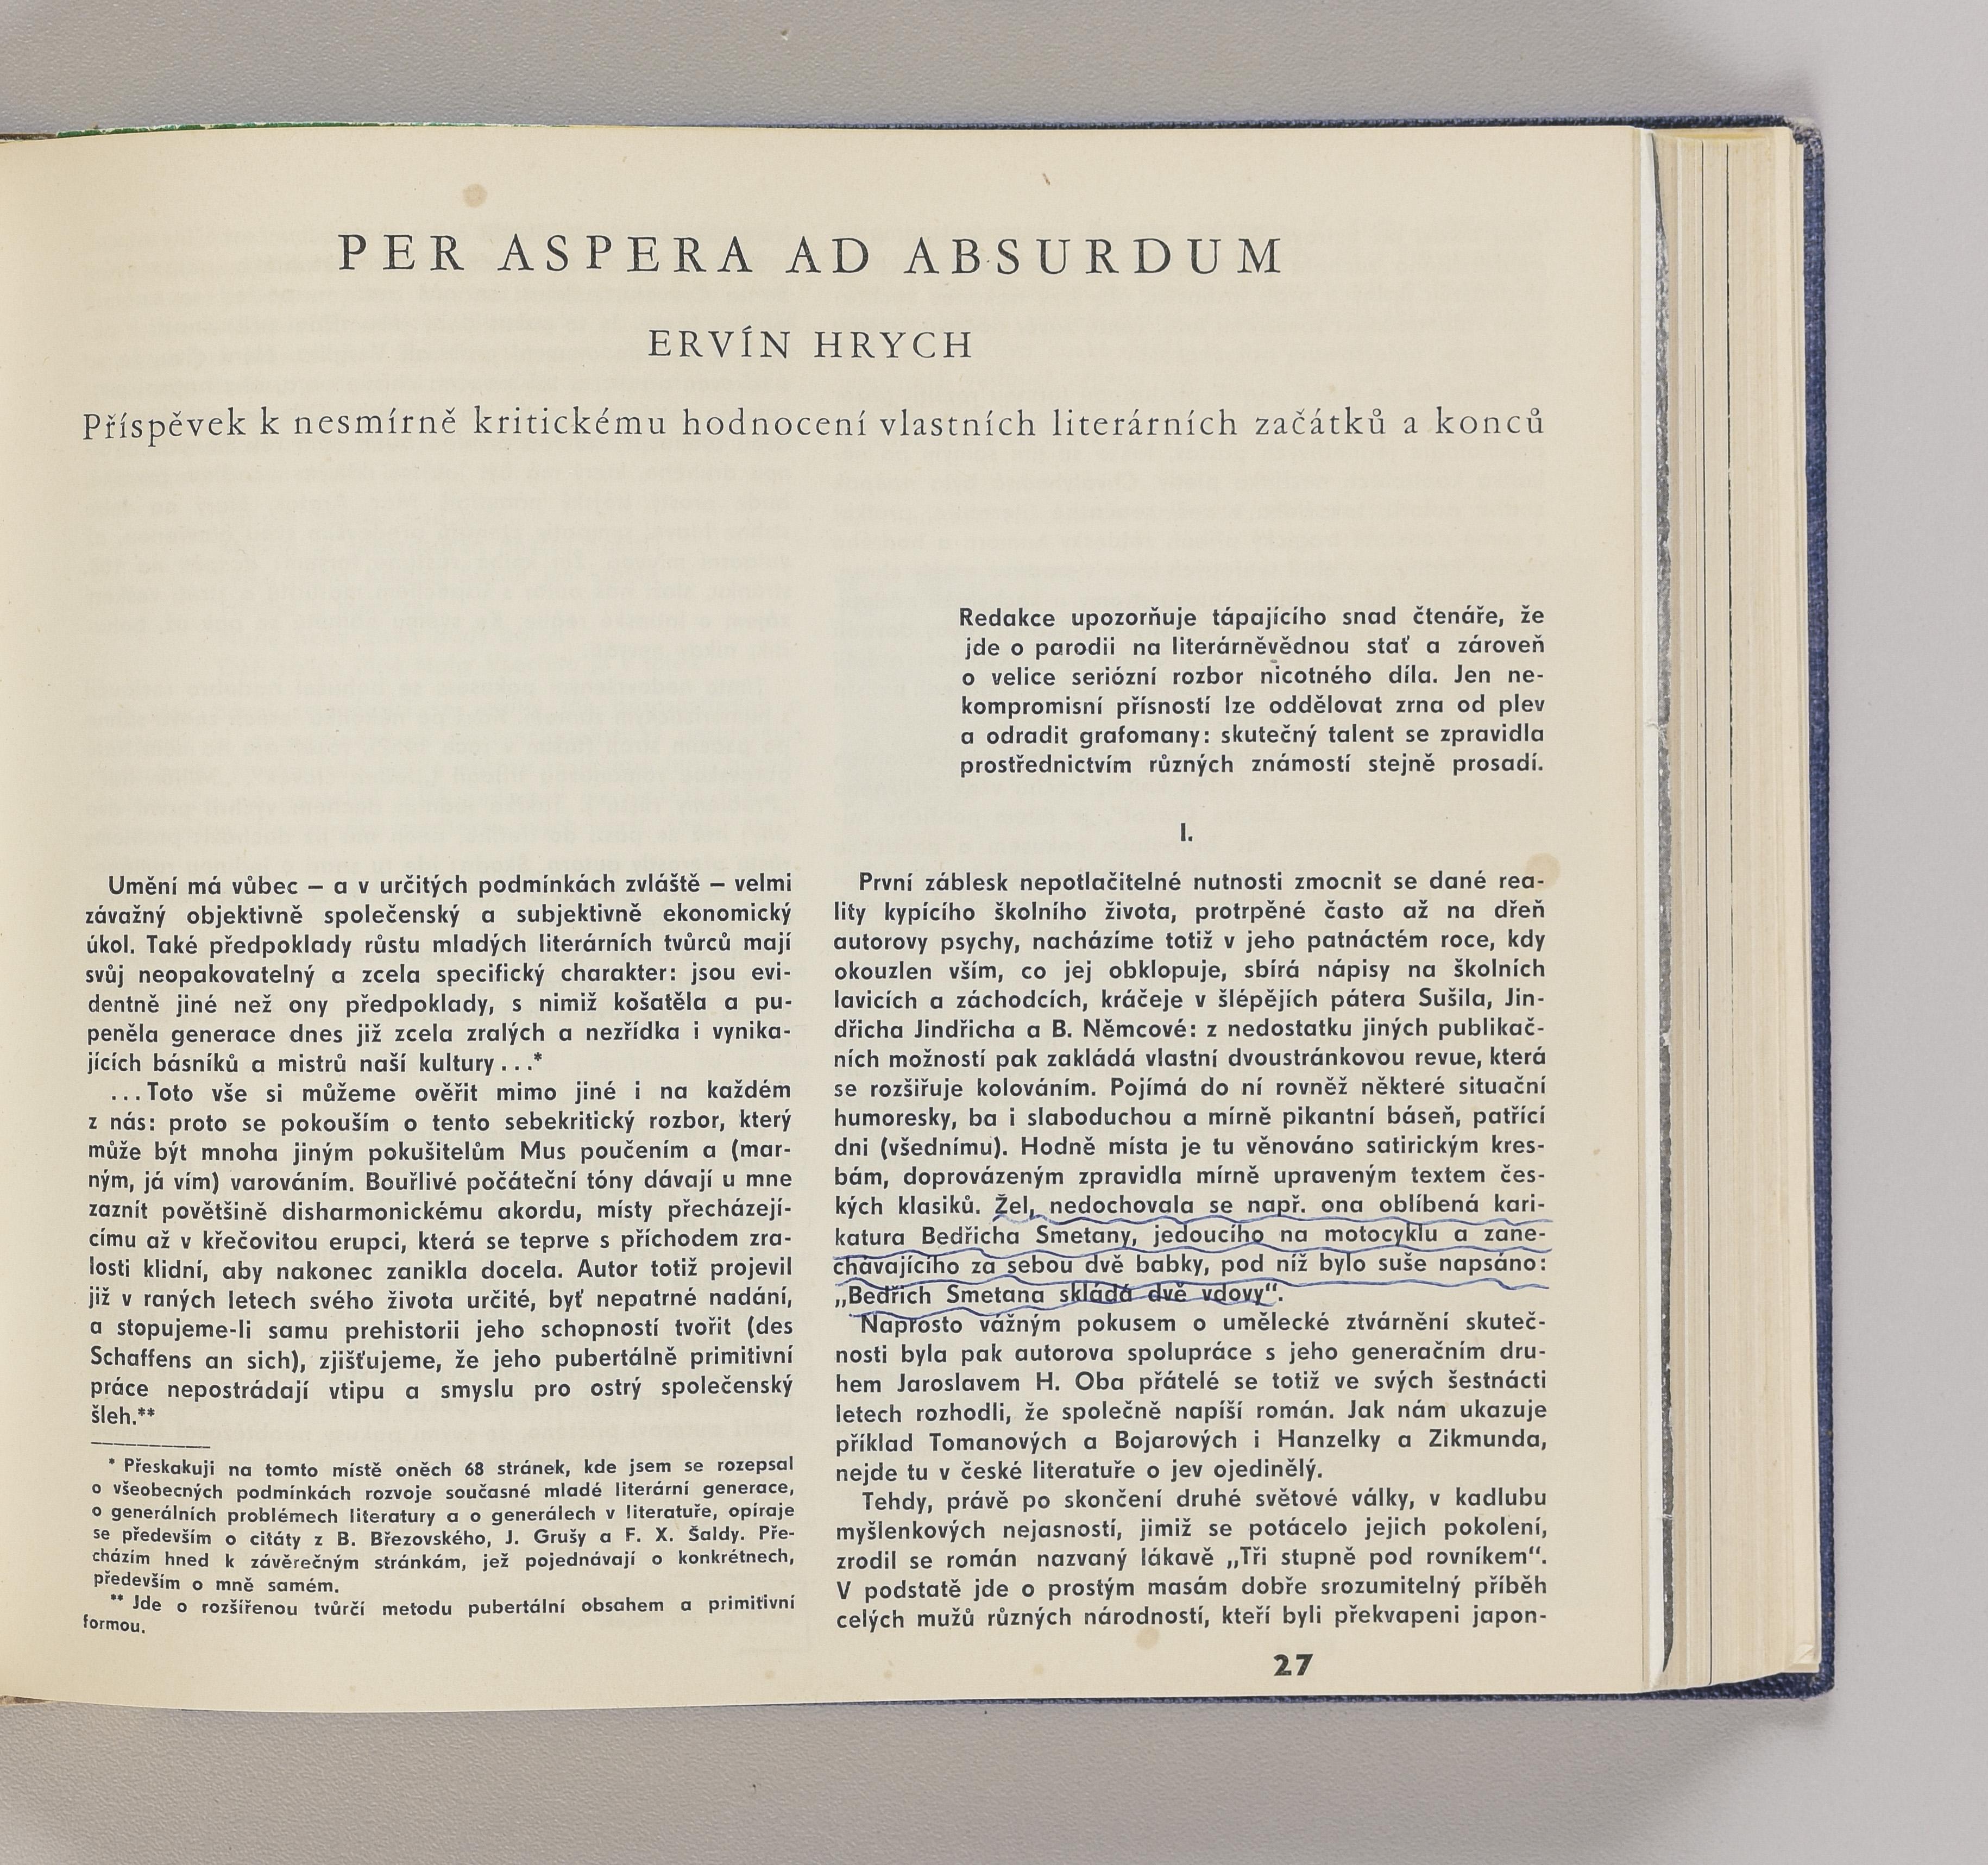 PER ASPERA AD ABSURDUM
ERVÍN HRYCH
Příspěvek k nesmírně kritickému hodnocení vlastních literárních začátků a konců
Redakce upozorňuje tápajícího snad čtenáře, že
jde o parodii na literárněvědnou stať a zároveň
o velice seriózní rozbor nicotného díla. Jen ne-
kompromisní přísností lze oddělovat zrna od plev
a odradit grafomany: skutečný talent se zpravidla
prostřednictvím různých známostí stejně prosadí.
I.
Umění má vůbec – a v určitých podmínkách zvláště – velmi
závažný objektivně společenský a subjektivně ekonomický
úkol. Také předpoklady růstu mladých literárních tvůrců mají
svůj neopakovatelný a zcela specifický charakter: jsou evi-
dentně jiné než ony předpoklady, s nimiž košatěla a pu-
peněla generace dnes již zcela zralých a nezřídka i vynika-
jících básníků a mistrů naší kultury . . .*
. . . Toto vše si můžeme ověřit mimo jiné i na každém
z nás: proto se pokouším o tento sebekritický rozbor, který
může být mnoha jiným pokušitelům Mus poučením a (mar-
ným, já vím) varováním. Bouřlivé počáteční tóny dávají u mne
zaznít povětšině disharmonickému akordu, místy přecházejí-
címu až v křečovitou erupci, která se teprve s příchodem zra-
losti klidní, aby nakonec zanikla docela. Autor totiž projevil
již v raných letech svého života určité, byť nepatrné nadání,
a stopujeme-li samu prehistorii jeho schopností tvořit (des
Schaffens an sich), zjišťujeme, že jeho pubertálně primitivní
práce nepostrádají vtipu a smyslu pro ostrý společenský
šleh.**
* Přeskakuji na tomto místě oněch 68 stránek, kde jsem se rozepsal
o všeobecných podmínkách rozvoje současné mladé literární generace,
o generálních problémech literatury a o generálech v literatuře, opíraje
se především o citáty z B. Březovského, J. Grušy a F. X. Šaldy. Pře-
cházím hned k závěrečným stránkám, jež pojednávají o konkrétnech,
především o mně samém.
** Jde o rozšířenou tvůrčí metodu pubertální obsahem a primitivní
formou.
První záblesk nepotlačitelné nutnosti zmocnit se dané rea-
lity kypícího školního života, protrpěné často až na dřeň
autorovy psychy, nacházíme totiž v jeho patnáctém roce, kdy
okouzlen vším, co jej obklopuje, sbírá nápisy na školních
lavicích a záchodcích, kráčeje v šlépějích pátera Sušila, Jin-
dřicha Jindřicha a B. Němcové: z nedostatku jiných publikač-
ních možností pak zakládá vlastní dvoustránkovou revue, která
se rozšiřuje kolováním. Pojímá do ní rovněž některé situační
humoresky, ba i slaboduchou a mírně pikantní báseň, patřící
dni (všednímu). Hodně místa je tu věnováno satirickým kres-
bám, doprovázeným zpravidla mírně upraveným textem čes-
kých klasiků. Žel, nedochovala se např. ona oblíbená kari-
katura Bedřicha Smetany, jedoucího na motocyklu a zane-
chávajícího za sebou dvě babky, pod níž bylo suše napsáno:
„Bedřich Smetana skládá dvě vdovy“.
Naprosto vážným pokusem o umělecké ztvárnění skuteč-
nosti byla pak autorova spolupráce s jeho generačním dru-
hem Jaroslavem H. Oba přátelé se totiž ve svých šestnácti
letech rozhodli, že společně napíší román. Jak nám ukazuje
příklad Tomanových a Bojarových i Hanzelky a Zikmunda,
nejde tu v české literatuře o jev ojedinělý.
Tehdy, právě po skončení druhé světové války, v kadlubu
myšlenkových nejasností, jimiž se potácelo jejich pokolení,
zrodil se román nazvaný lákavě „Tři stupně pod rovníkem“.
V podstatě jde o prostým masám dobře srozumitelný příběh
celých mužů různých národností, kteří byli překvapeni japon-
27